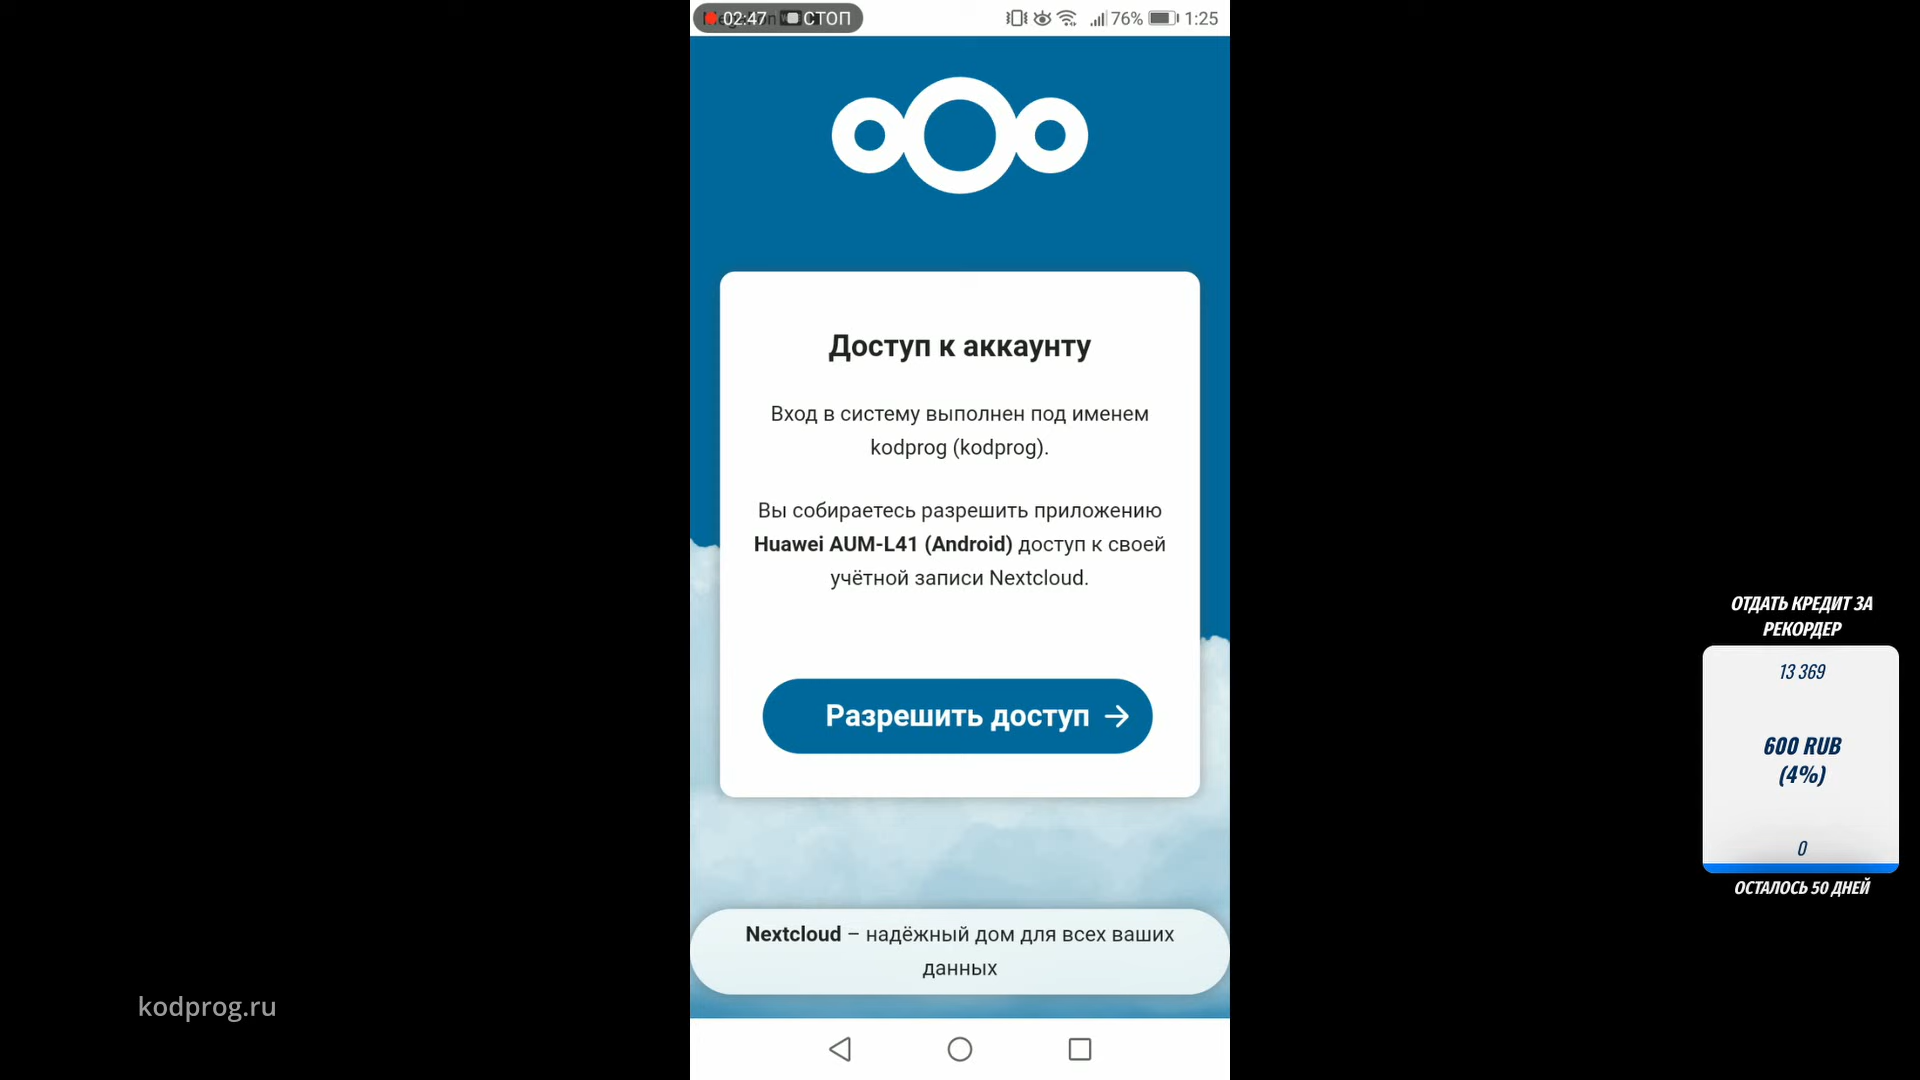 02:47 СТОП
76% 1:25
Доступ к аккаунту
Вход в систему выполнен под именем
kodprog (kodprog).
Вы собираетесь разрешить приложению
Huawei AUM-L41 (Android) доступ к своей
учётной записи Nextcloud.
Разрешить доступ
Nextcloud – надёжный дом для всех ваших
данных
kodprog.ru
ОТДАТЬ КРЕДИТ ЗА
РЕКОРДЕР
13 369
600 RUB
(4%)
0
ОСТАЛОСЬ 50 ДНЕЙ